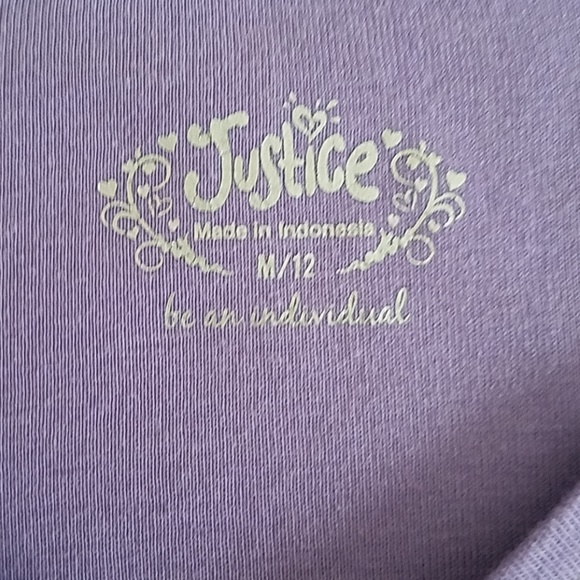 Justice
Made in Indonesia
M/12
be an individual